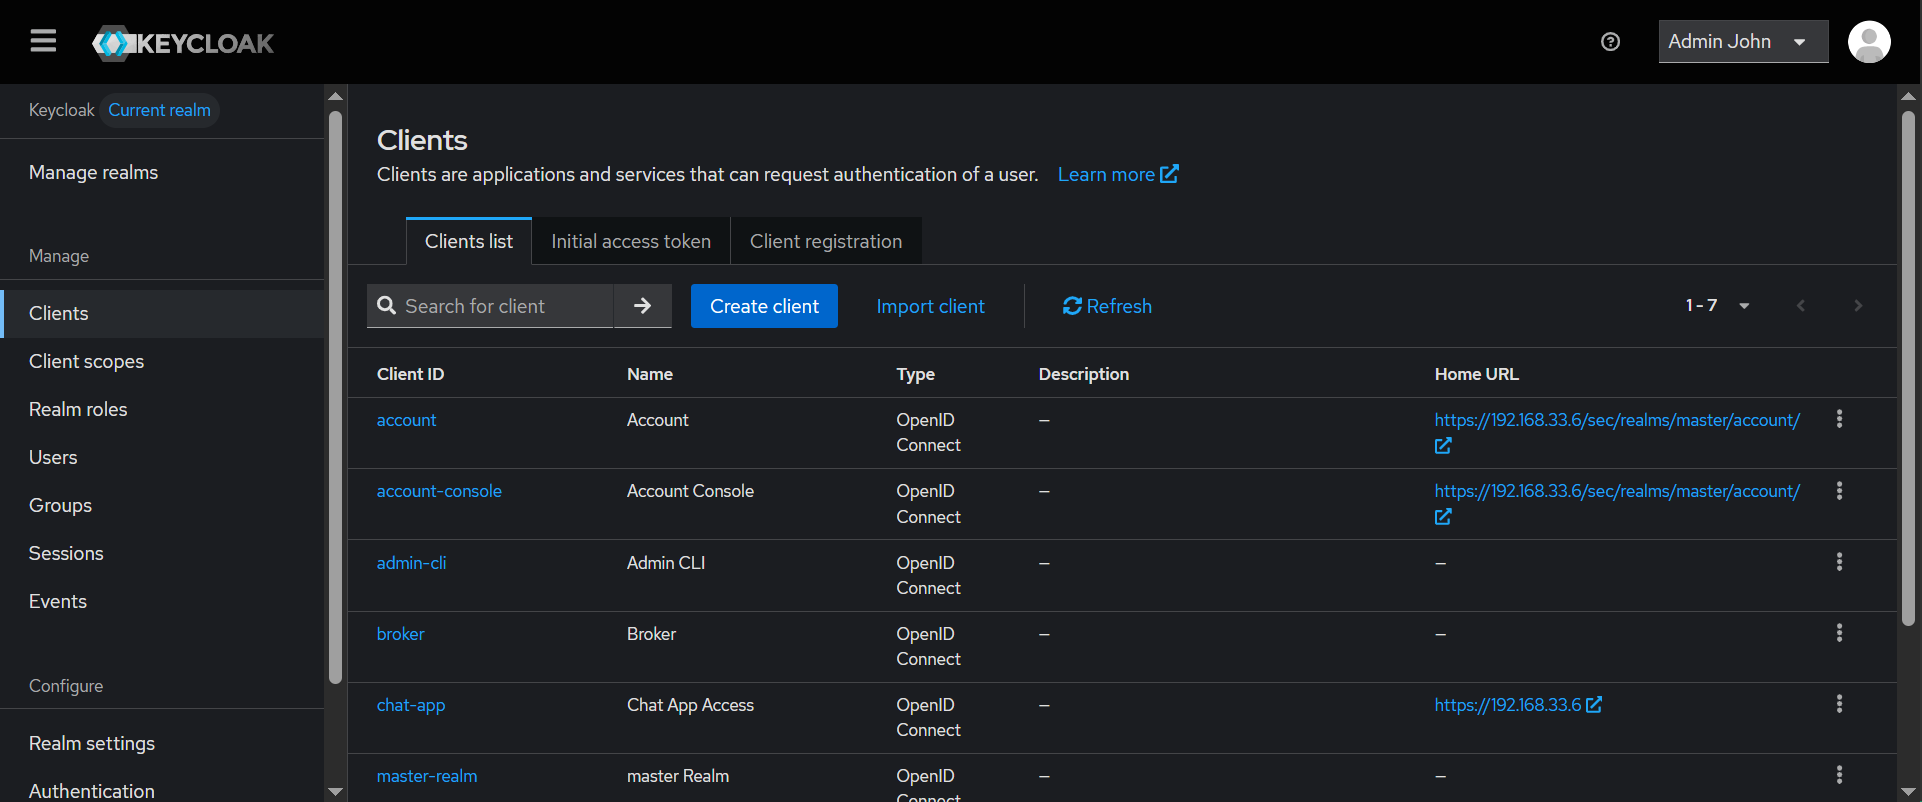 KEYCLOAK
Admin John
Keycloak Current realm
Manage realms
Manage
Clients
Client scopes
Realm roles
Users
Groups
Sessions
Events
Configure
Realm settings
Authentication
Clients
Clients are applications and services that can request authentication of a user. Learn more
Clients list Initial access token Client registration
Search for client Create client Import client Refresh 1 - 7
Client ID Name Type Description Home URL
account Account OpenID Connect – https://192.168.33.6/sec/realms/master/account/
account-console Account Console OpenID Connect – https://192.168.33.6/sec/realms/master/account/
admin-cli Admin CLI OpenID Connect – –
broker Broker OpenID Connect – –
chat-app Chat App Access OpenID Connect – https://192.168.33.6
master-realm master Realm OpenID Connect – –